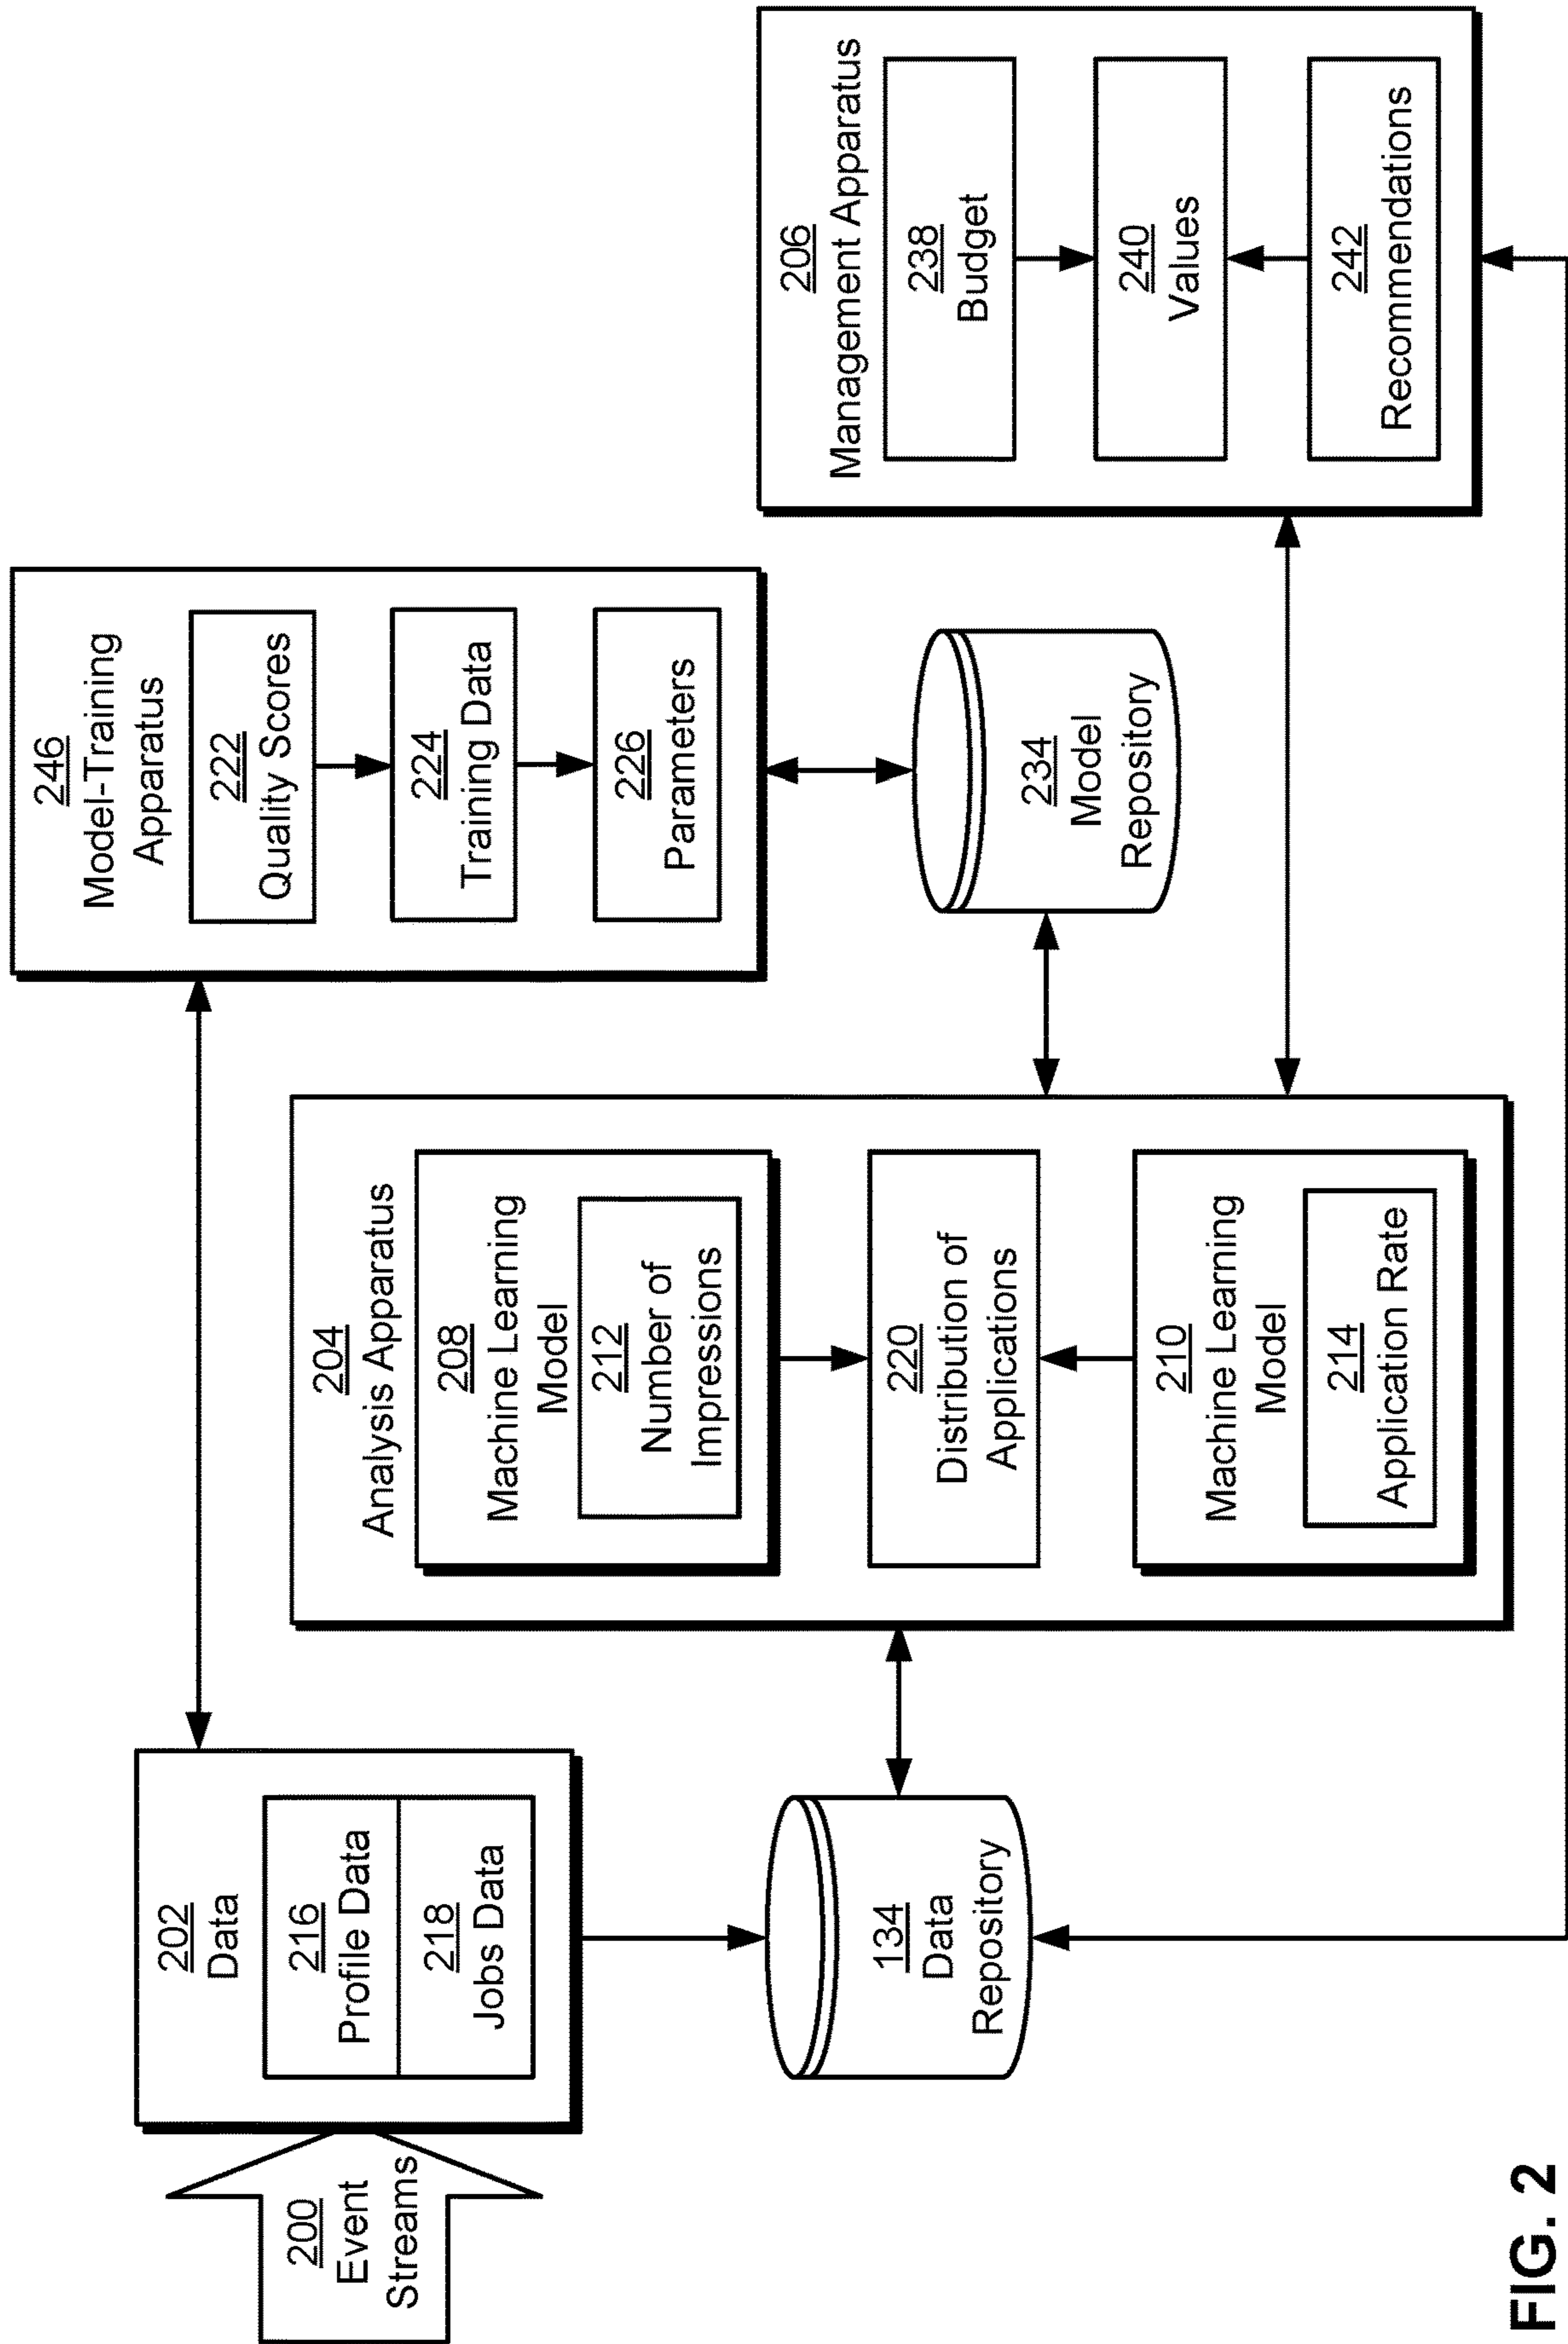 200
Event
Streams
202
Data
216
Profile Data
218
Jobs Data
134
Data
Repository
204
Analysis Apparatus
208
Machine Learning
Model
212
Number of
Impressions
220
Distribution of
Applications
210
Machine Learning
Model
214
Application Rate
246
Model-Training
Apparatus
222
Quality Scores
224
Training Data
226
Parameters
234
Model
Repository
206
Management Apparatus
238
Budget
240
Values
242
Recommendations
FIG. 2